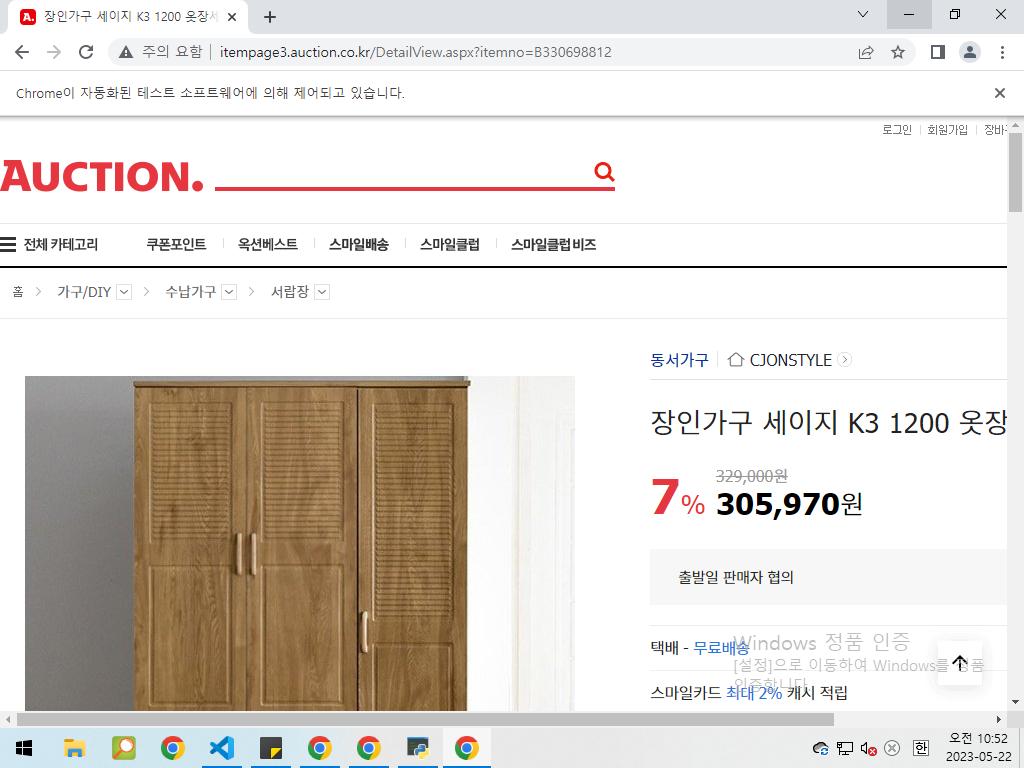 장인가구 세이지 K3 1200 옷장세
주의 요함
itempage3.auction.co.kr/DetailView.aspx?itemno=B330698812
Chrome이 자동화된 테스트 소프트웨어에 의해 제어되고 있습니다.
로그인 회원가입 장바
AUCTION.
전체 카테고리 쿠폰포인트 옥션베스트 스마일배송 스마일클럽 스마일클럽 비즈
홈 가구/DIY 수납가구 서랍장
동서가구 CJONSTYLE
장인가구 세이지 K3 1200 옷장
7% 329,000원
305,970원
출발일 판매자 협의
택배 - 무료배송
Windows 정품 인증
[설정]으로 이동하여 Windows를 정품
인증합니다.
스마일카드 최대 2% 캐시 적립
한
오전 10:52
2023-05-22